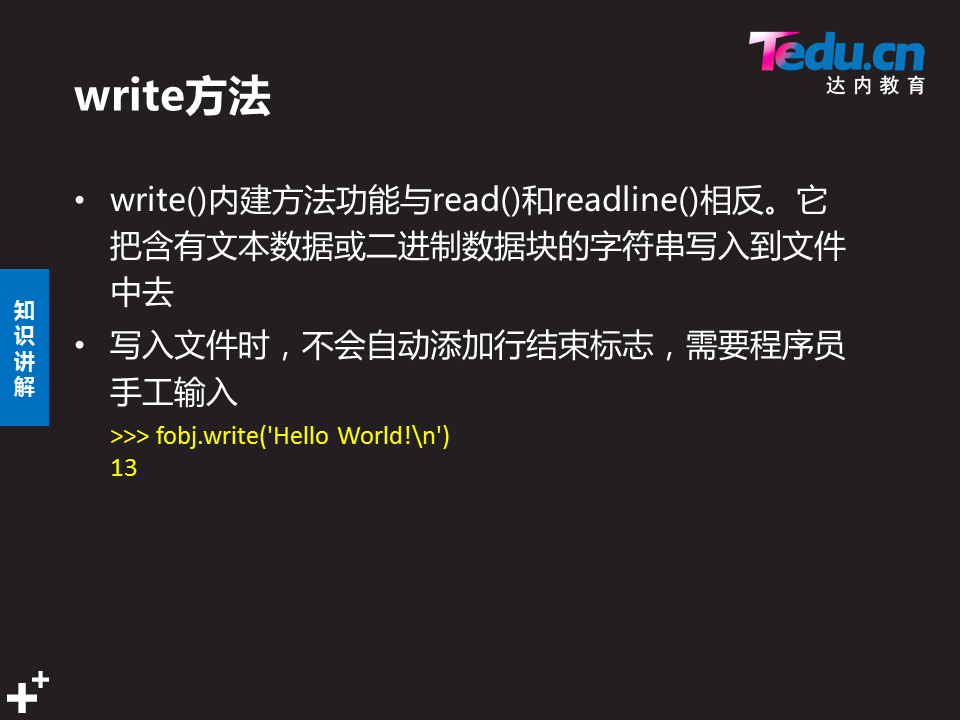 Tedu.cn
达内教育
write方法
• write()内建方法功能与read()和readline()相反。它
把含有文本数据或二进制数据块的字符串写入到文件
中去
• 写入文件时，不会自动添加行结束标志，需要程序员
手工输入
>>> fobj.write('Hello World!\n')
13
知
识
讲
解